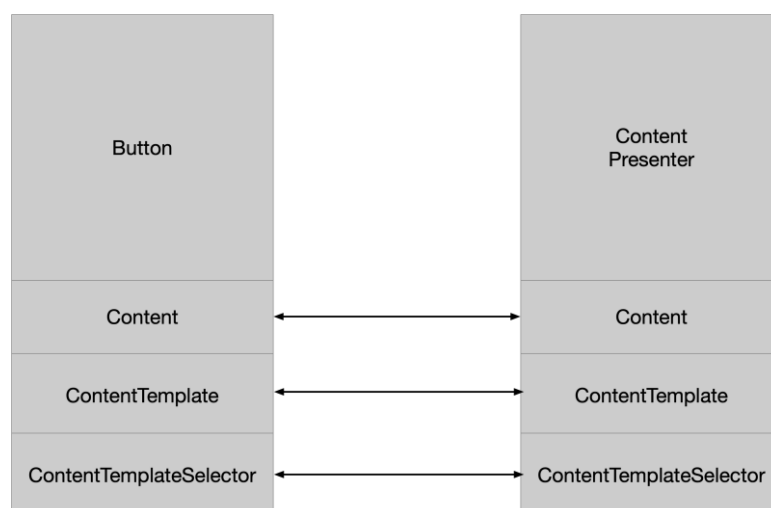 Button
Content
Presenter
Content
Content
ContentTemplate
ContentTemplate
ContentTemplateSelector
ContentTemplateSelector